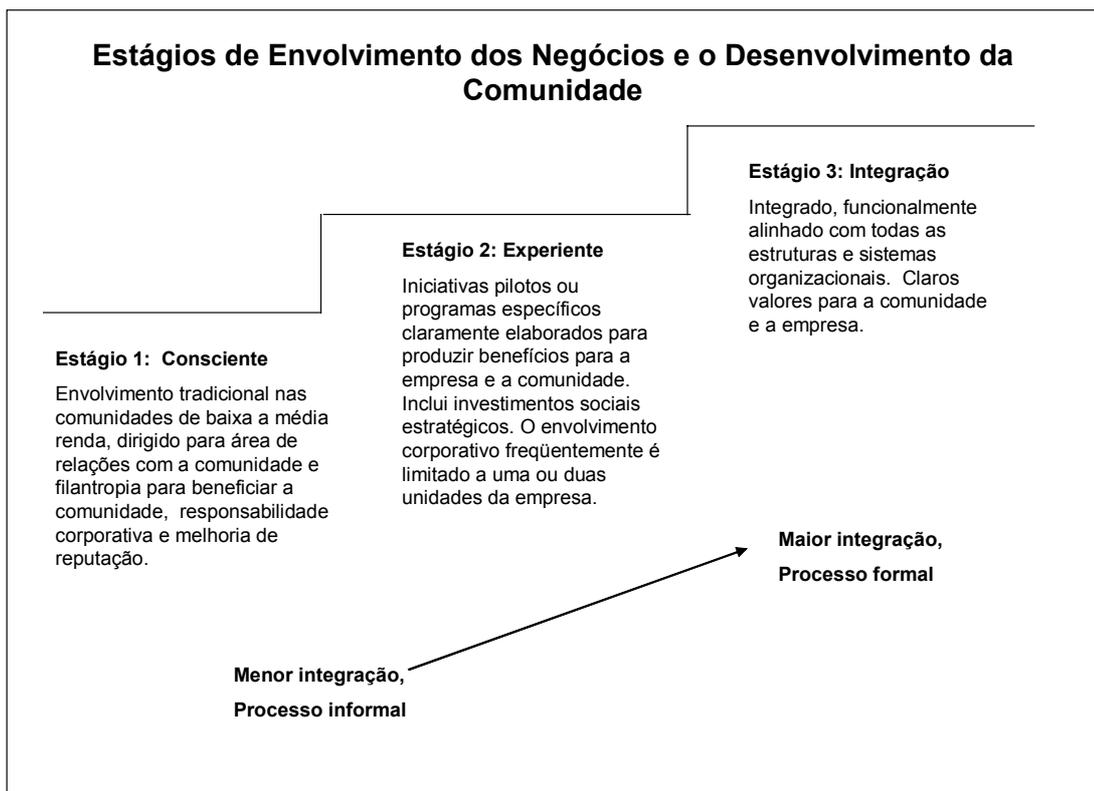 Estágios de Envolvimento dos Negócios e o Desenvolvimento da
Comunidade
Estágio 1:  Consciente
Envolvimento tradicional nas
comunidades de baixa a média
renda, dirigido para área de
relações com a comunidade e
filantropia para beneficiar a
comunidade,  responsabilidade
corporativa e melhoria de
reputação.
Estágio 2: Experiente
Iniciativas pilotos ou
programas específicos
claramente elaborados para
produzir benefícios para a
empresa e a comunidade.
Inclui investimentos sociais
estratégicos. O envolvimento
corporativo freqüentemente é
limitado a uma ou duas
unidades da empresa.
Estágio 3: Integração
Integrado, funcionalmente
alinhado com todas as
estruturas e sistemas
organizacionais.  Claros
valores para a comunidade
e a empresa.
Menor integração,
Processo informal
Maior integração,
Processo formal